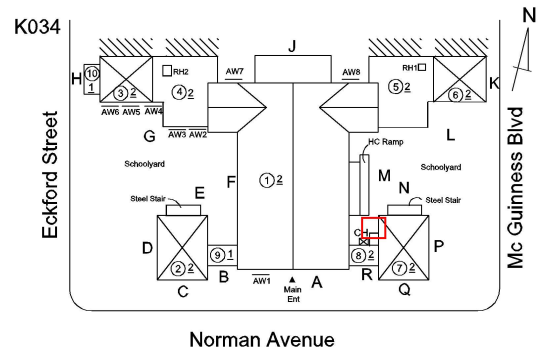 K034
N
J
H
10
1
RH2
AW7
AW8
RH1
K
3 2
4 2
5 2
6 2
AW6 AW5 AW4
G
AW3 AW2
L
HC Ramp
Schoolyard
F
1 2
M
Schoolyard
Steel Stair
E
N
Steel Stair
Eckford Street
Mc Guinness Blvd
D
CH
P
2 2
9 1
8 2
7 2
C
B
AW1
Main
Ent
A
R
Q
Norman Avenue